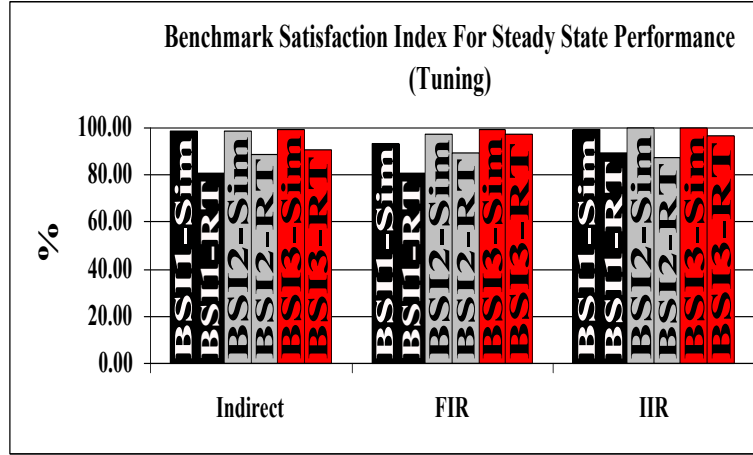 Benchmark Satisfaction Index For Steady State Performance
(Tuning)
100.00
80.00
60.00
40.00
20.00
0.00
%
BSI1-Sim
BSI1-RT
BSI2-Sim
BSI2-RT
BSI3-Sim
BSI3-RT
BSI1-Sim
BSI1-RT
BSI2-Sim
BSI2-RT
BSI3-Sim
BSI3-RT
BSI1-Sim
BSI1-RT
BSI2-Sim
BSI2-RT
BSI3-Sim
BSI3-RT
Indirect FIR IIR